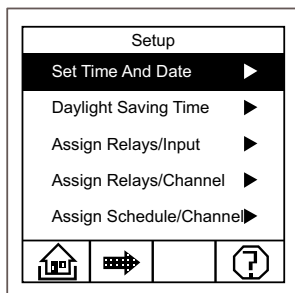 Setup
Set Time And Date
Daylight Saving Time
Assign Relays/Input
Assign Relays/Channel
Assign Schedule/Channel
?